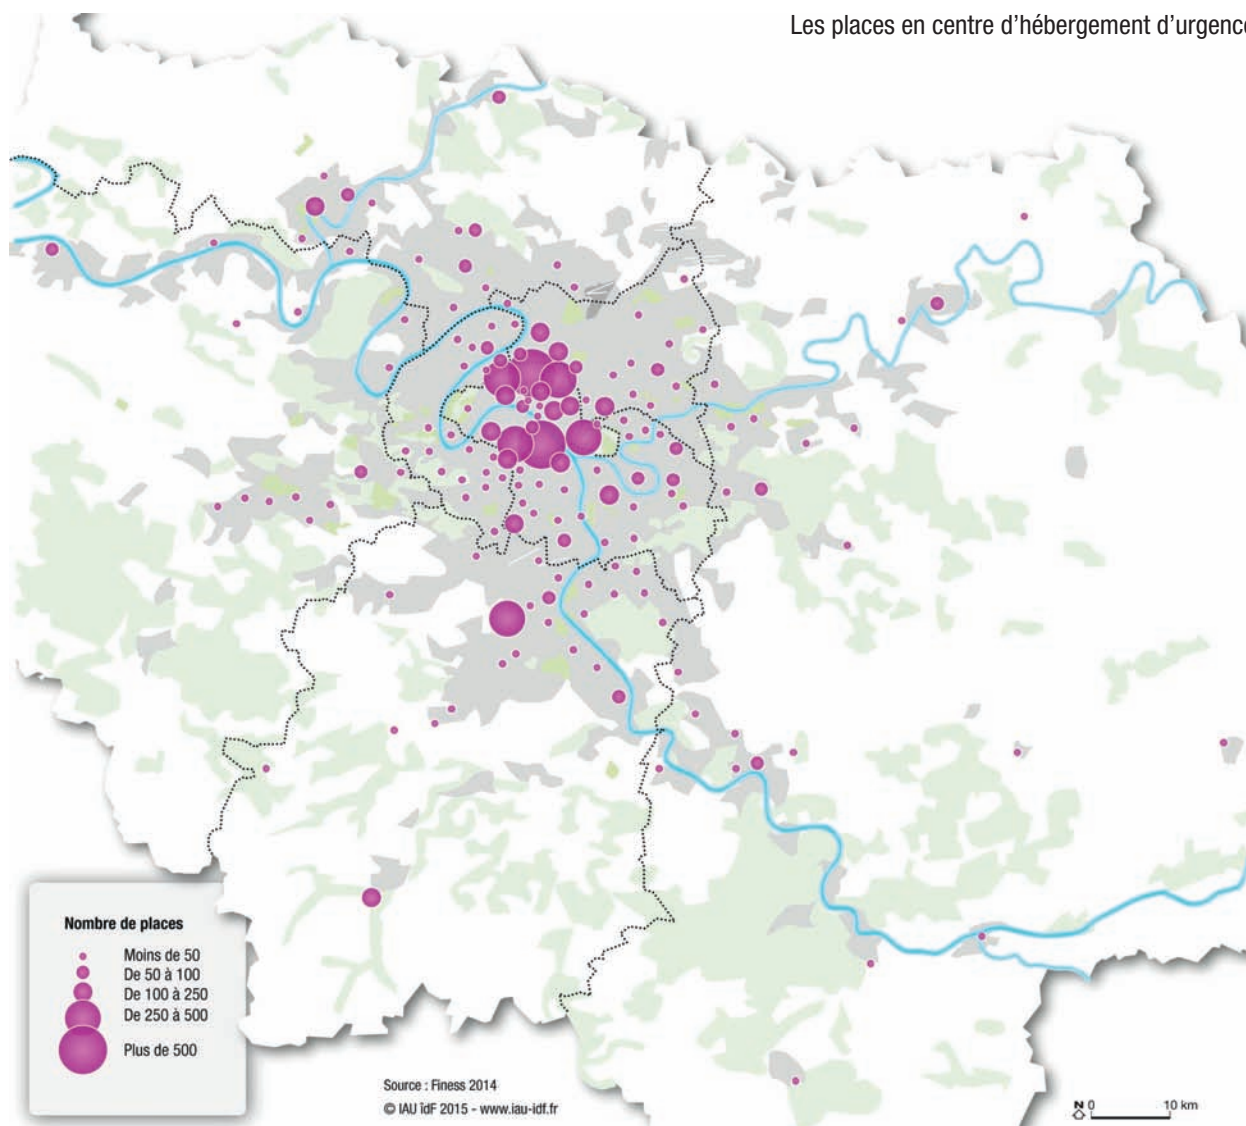 Les places en centre d'hébergement d'urgence
Nombre de places
Moins de 50
De 50 à 100
De 100 à 250
De 250 à 500
Plus de 500
Source : Finess 2014
© IAU îdF 2015 - www.iau-idf.fr
N 0 10 km